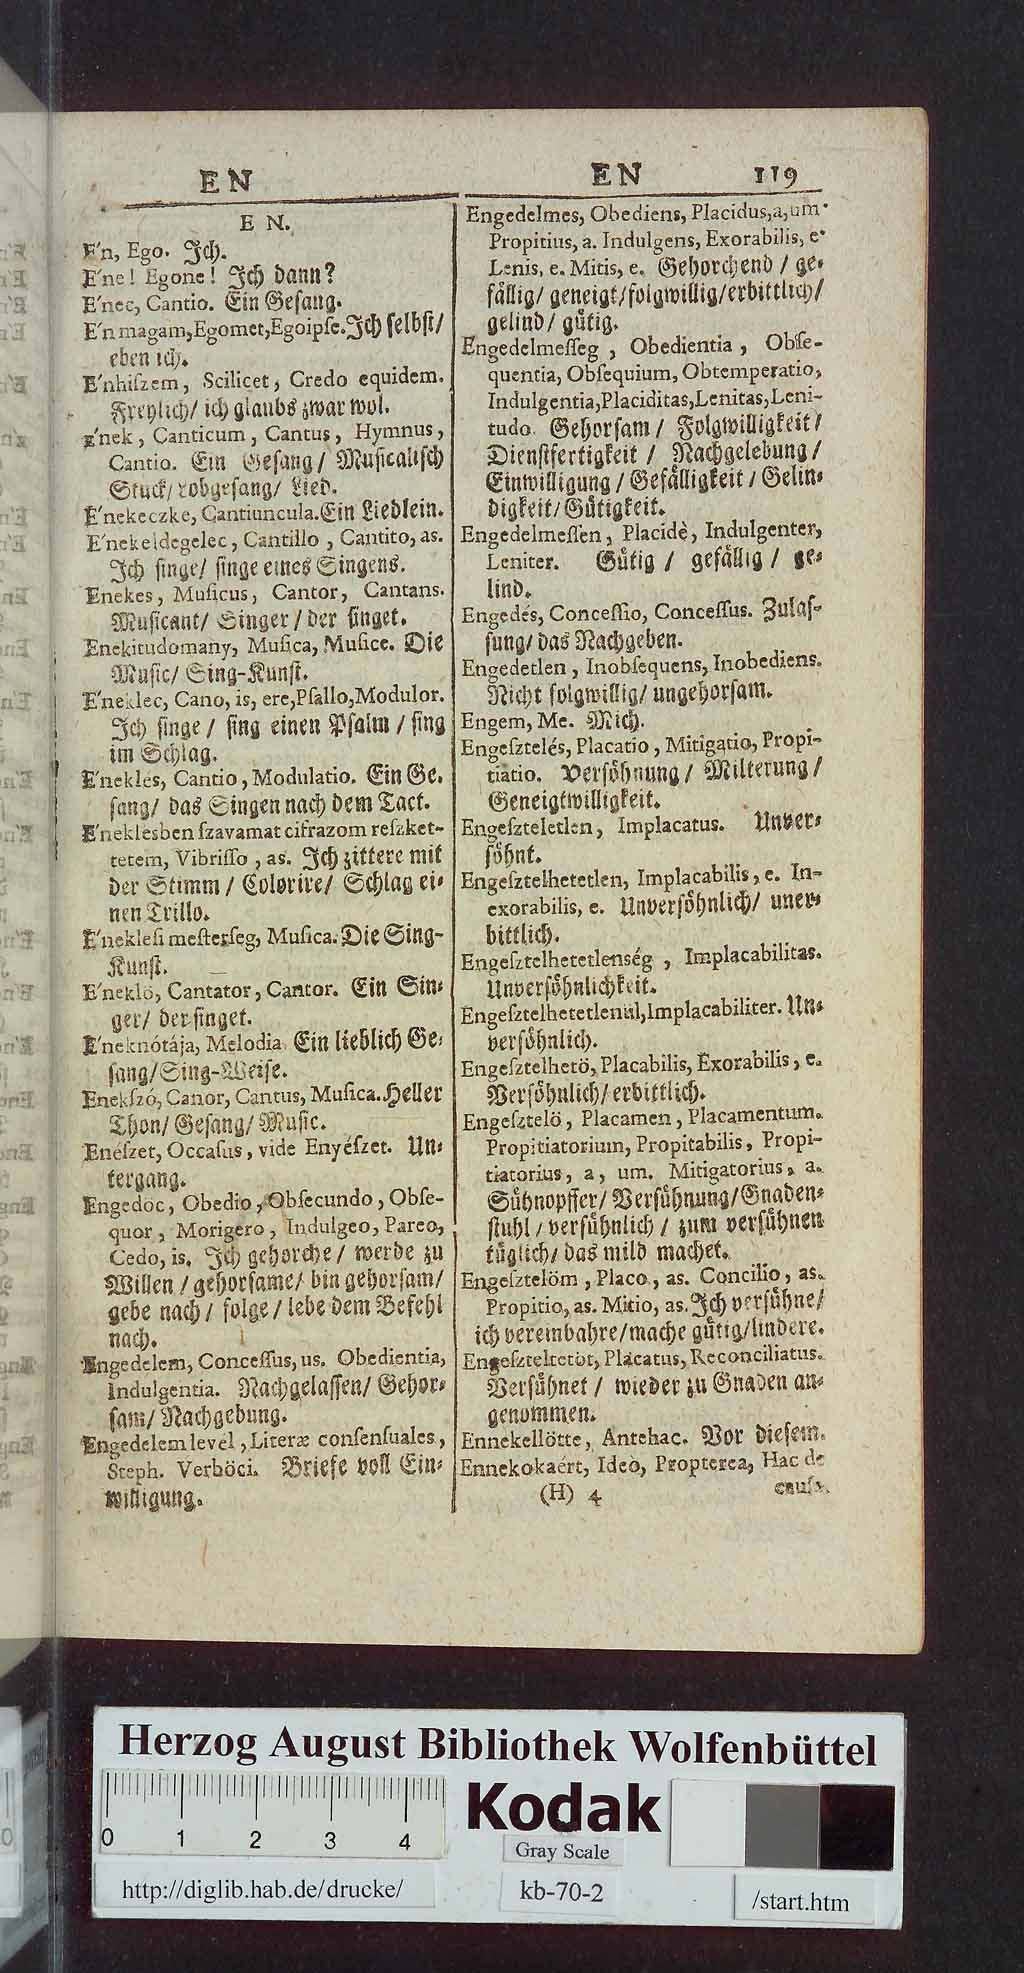 EN
EN.
E'n, Ego. Jch.
E'ne! Egone! Jch dann?
E'nec, Cantio. Ein Gesang.
E'n magam, Egomet, Egoipſe. Jch ſelbſt/
eben ich.
E'nhiſzem, Scilicet, Credo equidem.
Freylich/ ich glaubs zwar wol.
E'nek, Canticum, Cantus, Hymnus,
Cantio. Ein Geſang/ Muſicaliſch
Stuck/ Lobgeſang/ Lied.
E'nekeczke, Cantiuncula. Ein Liedlein.
E'nekeldegelec, Cantillo, Cantito, as.
Jch ſinge/ ſinge eines Singens.
Enekes, Muſicus, Cantor, Cantans.
Muſicant/ Singer/ der ſinget.
Enekitudomany, Muſica, Muſice. Die
Muſic/ Sing-Kunſt.
E'neklec, Cano, is, ere, Pſallo, Modulor.
Jch ſinge/ ſing einen Pſalm/ ſing
im Schlag.
E'neklés, Cantio, Modulatio. Ein Ge-
ſang/ das Singen nach dem Tact.
E'neklésben ſzavamat cifrazom reſzket-
tetem, Vibriſſo, as. Jch zittere mit
der Stimm/ Colorire/ Schlag ei-
nen Trillo.
E'nekleſi meſterſeg, Muſica. Die Sing-
Kunſt.
E'neklö, Cantator, Cantor. Ein Sin-
ger/ der ſinget.
E'neknótája, Melodia. Ein lieblich Ge-
ſang/ Sing-Weiſe.
Enekſzó, Canor, Cantus, Muſica. Heller
Thon/ Geſang/ Muſic.
Enéſzet, Occaſus, vide Enyéſzet. Un-
tergang.
Engedöc, Obedio, Obſecundo, Obſe-
quor, Morigero, Indulgeo, Pareo,
Cedo, is. Jch gehorche/ werde zu
Willen/ gehorſame/ bin gehorſam/
gebe nach/ folge/ lebe dem Befehl
nach.
Engedelem, Conceſſus, us. Obedientia,
Indulgentia. Nachgelaſſen/ Gehor-
ſam/ Nachgebung.
Engedelem levél, Literæ conſenſuales,
Steph. Verböci. Briefe voll Ein-
willigung.
EN 119
Engedelmes, Obediens, Placidus, a, um.
Propitius, a. Indulgens, Exorabilis, e.
Lenis, e. Mitis, e. Gehorchend/ ge-
fällig/ geneigt/ folgwillig/ erbittlich/
gelind/ gütig.
Engedelmeſſeg, Obedientia, Obſe-
quentia, Obſequium, Obtemperatio,
Indulgentia, Placiditas, Lenitas, Leni-
tudo. Gehorſam/ Folgwilligkeit/
Dienſtfertigkeit/ Nachgelebung/
Einwilligung/ Gefälligkeit/ Gelin-
digkeit/ Gütigkeit.
Engedelmeſſen, Placidè, Indulgenter,
Leniter. Gütig/ gefällig/ ge-
lind.
Engedés, Conceſſio, Conceſſus. Zulaſ-
ſung/ das Nachgeben.
Engedetlen, Inobſequens, Inobediens.
Nicht folgwillig/ ungehorſam.
Engem, Me. Mich.
Engeſztelés, Placatio, Mitigatio, Propi-
tiatio. Verſöhnung/ Milterung/
Geneigtwilligkeit.
Engeſzteletlen, Implacatus. Unver-
ſöhnt.
Engeſztelhetetlen, Implacabilis, e. In-
exorabilis, e. Unverſöhnlich/ uner-
bittlich.
Engeſztelhetetlenség, Implacabilitas.
Unverſöhnlichkeit.
Engeſztelhetetlenül, Implacabiliter. Un-
verſöhnlich.
Engeſztelhetö, Placabilis, Exorabilis, e.
Verſöhnlich/ erbittlich.
Engeſztelö, Placamen, Placamentum.
Propitiatorium, Propitabilis, Propi-
tiatorius, a, um. Mitigatorius, a.
Sühnopffer/ Verſühnung/ Gnaden-
ſtuhl/ verſühnlich/ zum verſühnen
tüglich/ das mild machet.
Engeſztelöm, Placo, as. Concilio, as.
Propitio, as. Mitio, as. Jch verſühne/
ich vereinbahre/ mache gütig/ lindere.
Engeſzteltetöt, Placatus, Reconciliatus.
Verſühnet/ wieder zu Gnaden an-
genommen.
Ennekellötte, Antehac. Vor dieſem.
Ennekokaért, Ideò, Propterea, Hac de
(H) 4 cauſa.
Herzog August Bibliothek Wolfenbüttel
0 1 2 3 4
Kodak
Gray Scale
http://diglib.hab.de/drucke/
kb-70-2
/start.htm